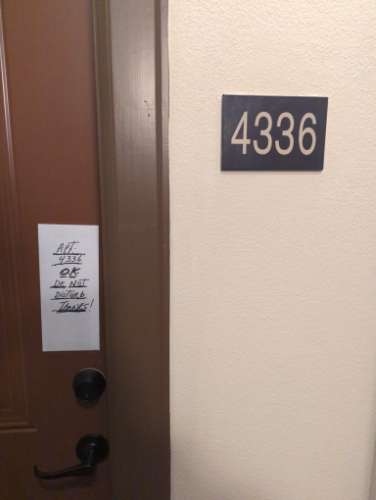 4336
APT.
4336
OK
Do NOT
Disturb
Thanks!